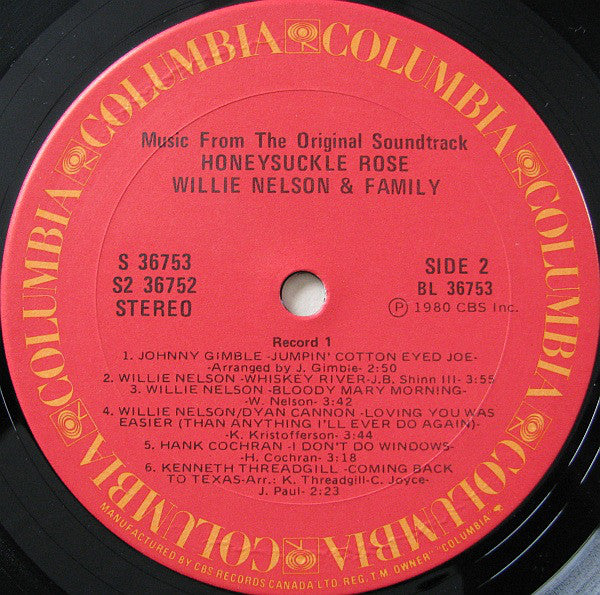 COLUMBIA COLUMBIA COLUMBIA COLUMBIA COLUMBIA COLUMBIA
Music From The Original Soundtrack
HONEYSUCKLE ROSE
WILLIE NELSON & FAMILY
S 36753
S2 36752
STEREO
SIDE 2
BL 36753
Ⓟ 1980 CBS Inc.
Record 1
1. JOHNNY GIMBLE -JUMPIN' COTTON EYED JOE-
-Arranged by J. Gimble- 2:50
2. WILLIE NELSON -WHISKEY RIVER-J.B. Shinn III- 3:55
3. WILLIE NELSON-BLOODY MARY MORNING-
-W. Nelson- 3:42
4. WILLIE NELSON/DYAN CANNON -LOVING YOU WAS
EASIER (THAN ANYTHING I'LL EVER DO AGAIN)-
-K. Kristofferson- 3:44
5. HANK COCHRAN -I DON'T DO WINDOWS-
-H. Cochran- 3:18
6. KENNETH THREADGILL -COMING BACK
TO TEXAS-Arr.: K. Threadgill-C. Joyce-
J. Paul- 2:23
MANUFACTURED BY CBS RECORDS CANADA LTD. REG. T.M. OWNER "COLUMBIA"